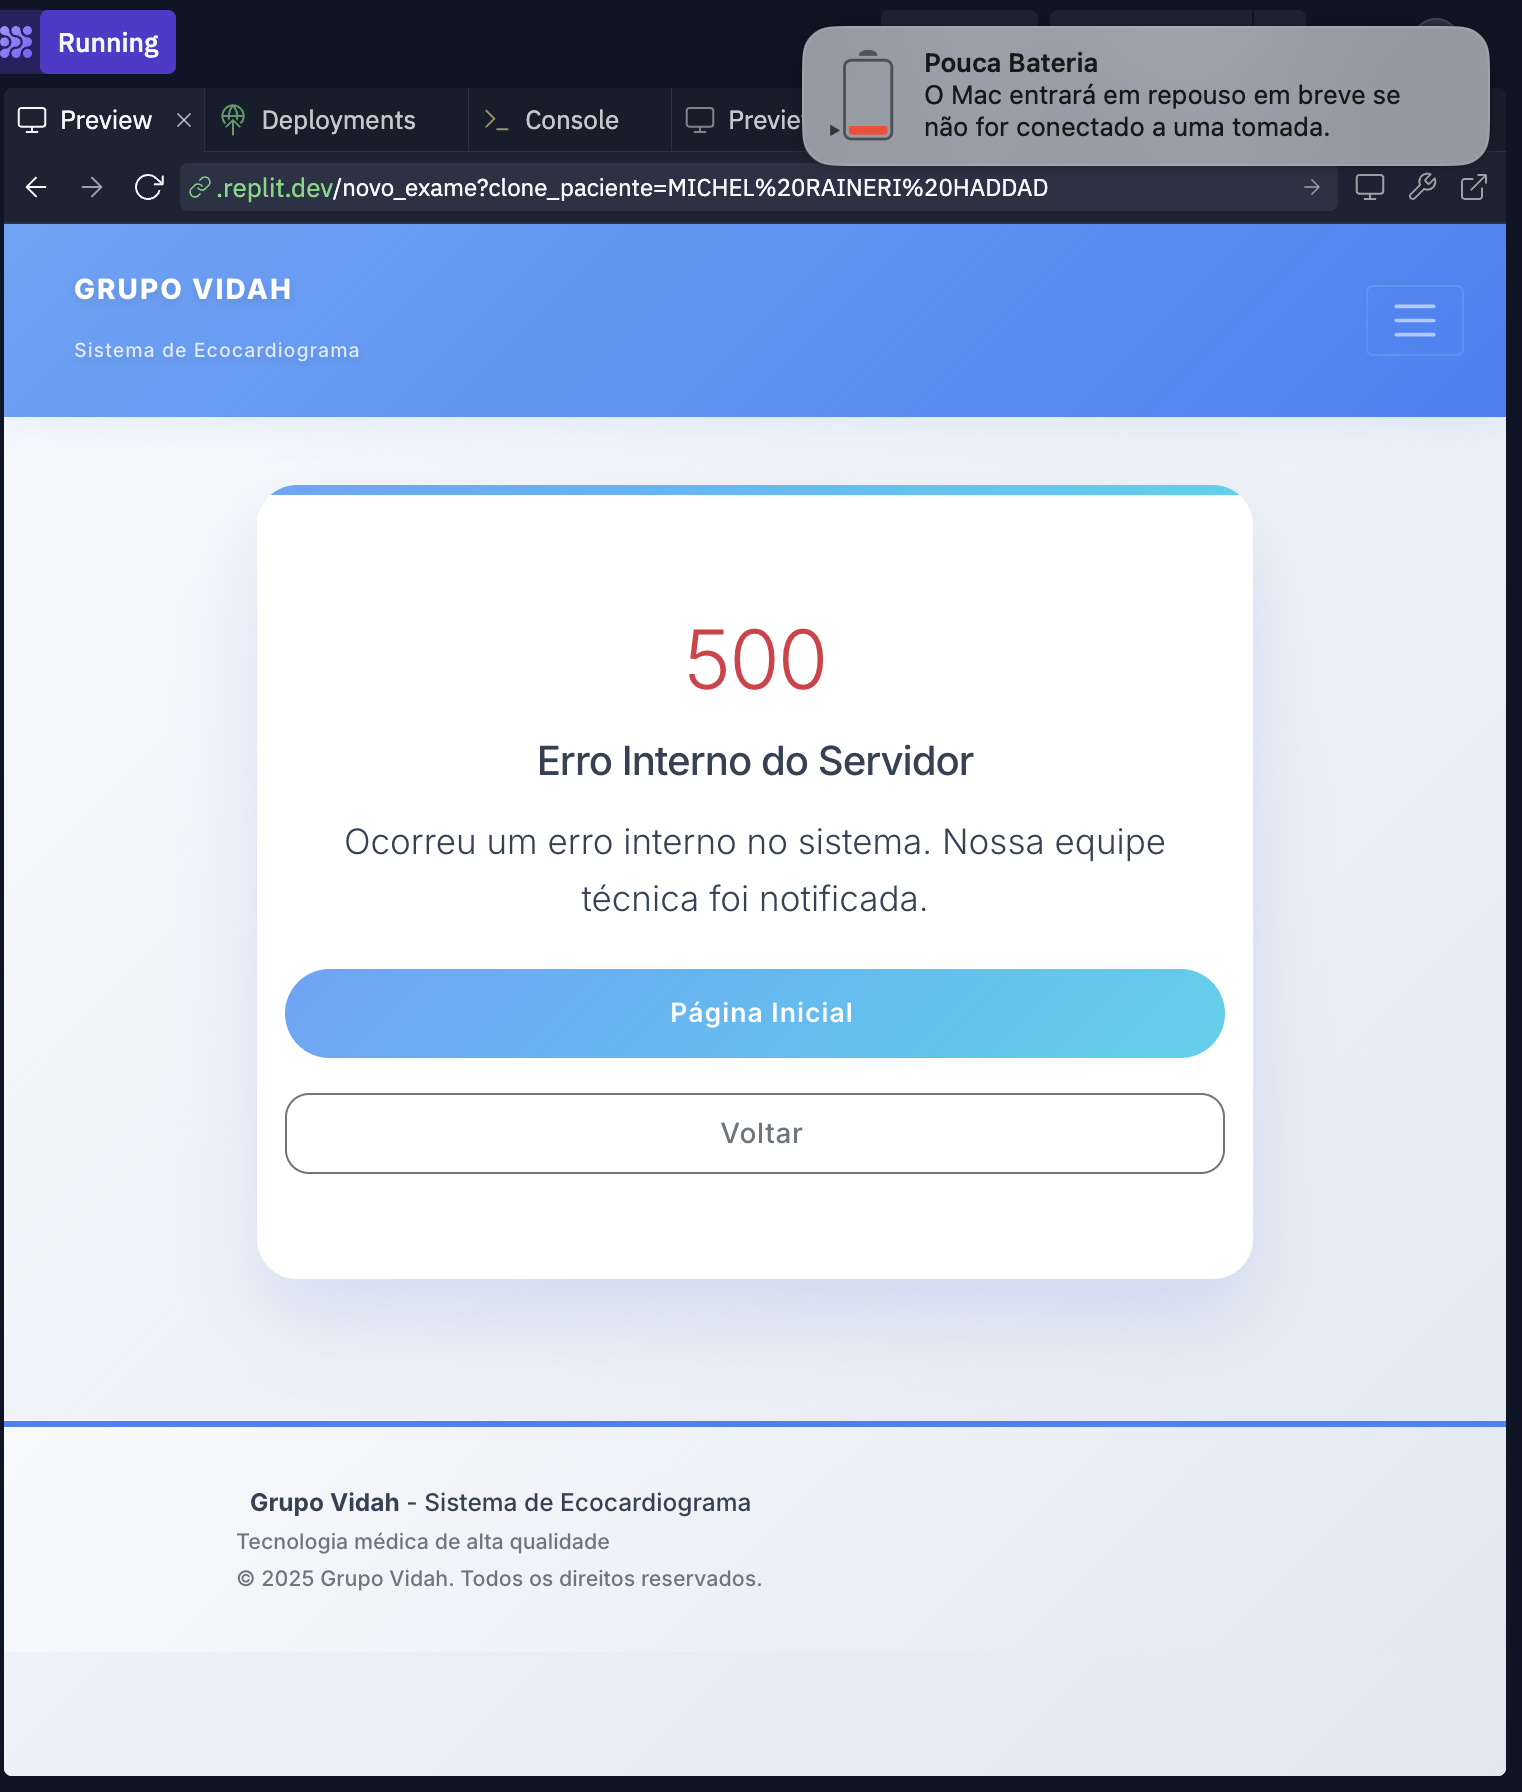 Running
Pouca Bateria
O Mac entrará em repouso em breve se
não for conectado a uma tomada.
Preview
Deployments
Console
.replit.dev/novo_exame?clone_paciente=MICHEL%20RAINERI%20HADDAD
GRUPO VIDAH
Sistema de Ecocardiograma
500
Erro Interno do Servidor
Ocorreu um erro interno no sistema. Nossa equipe
técnica foi notificada.
Página Inicial
Voltar
Grupo Vidah - Sistema de Ecocardiograma
Tecnologia médica de alta qualidade
© 2025 Grupo Vidah. Todos os direitos reservados.